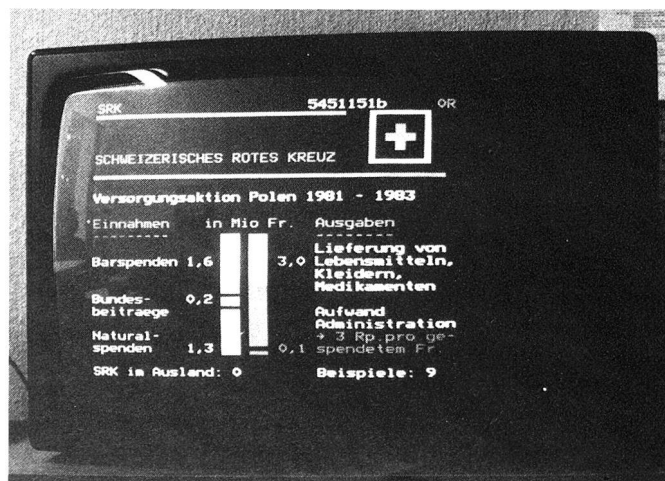 SRK 5451151b 0R
SCHWEIZERISCHES ROTES KREUZ
Versorgungsaktion Polen 1981 - 1983
Einnahmen in Mio Fr. Ausgaben
Barspenden 1,6
Bundes-
beitraege 0,2
Natural-
spenden 1,3
3,0
Lieferung von
Lebensmitteln,
Kleidern,
Medikamenten
0,1
Aufwand
Administration
→ 3 Rp.pro ge-
spendetem Fr.
SRK im Ausland: 0 Beispiele: 9